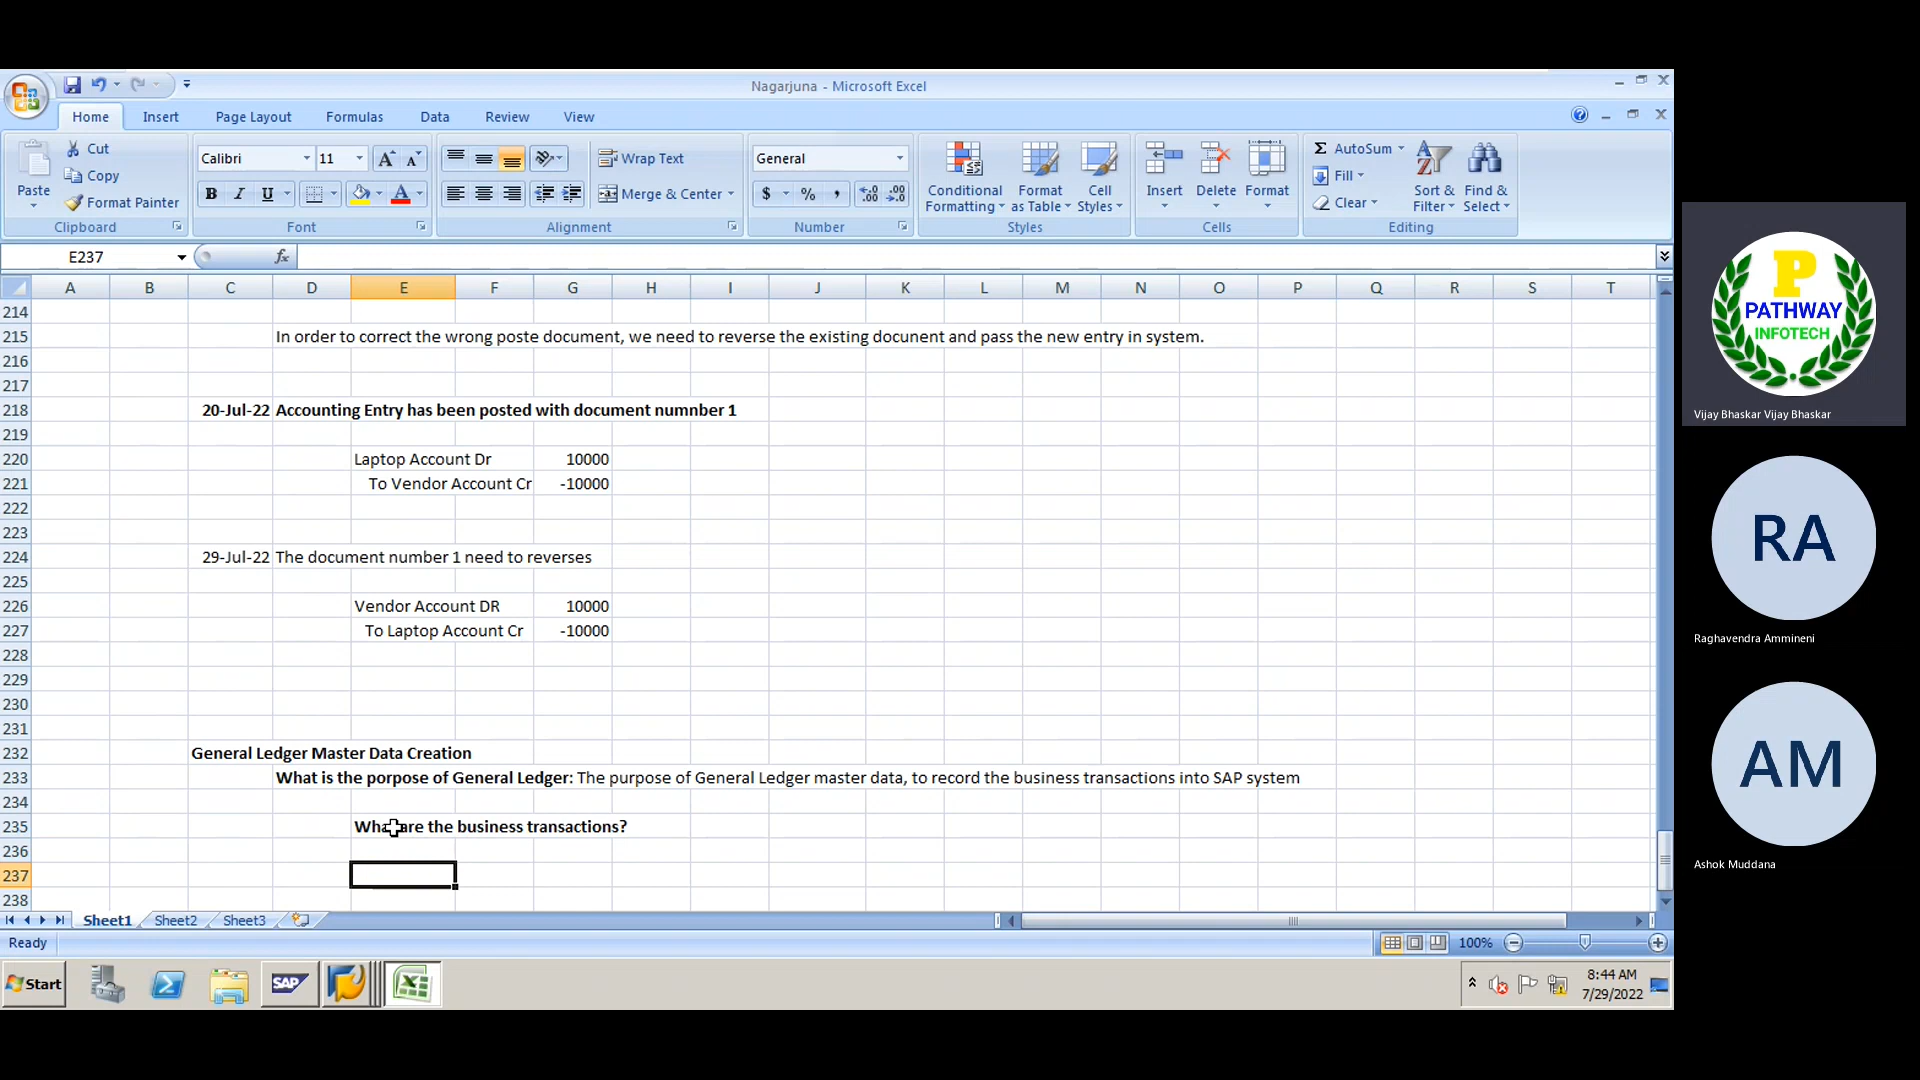 Nagarjuna - Microsoft Excel
Home Insert Page Layout Formulas Data Review View
Paste
Cut
Copy
Format Painter
Clipboard
Calibri 11
B I U
Font
Wrap Text
Merge & Center
Alignment
General
$ % ,
Number
Conditional Formatting
Format as Table
Cell Styles
Styles
Insert Delete Format
Cells
Σ AutoSum
Fill
Clear
Sort & Filter
Find & Select
Editing
E237 fx
A B C D E F G H I J K L M N O P Q R S T
214
215 In order to correct the wrong poste document, we need to reverse the existing docunent and pass the new entry in system.
216
217
218 20-Jul-22 Accounting Entry has been posted with document numnber 1
219
220 Laptop Account Dr 10000
221 To Vendor Account Cr -10000
222
223
224 29-Jul-22 The document number 1 need to reverses
225
226 Vendor Account DR 10000
227 To Laptop Account Cr -10000
228
229
230
231
232 General Ledger Master Data Creation
233 What is the porpose of General Ledger: The purpose of General Ledger master data, to record the business transactions into SAP system
234
235 What are the business transactions?
236
237
238
Sheet1 Sheet2 Sheet3
Ready 100%
Start SAP
8:44 AM
7/29/2022
P
PATHWAY
INFOTECH
Vijay Bhaskar Vijay Bhaskar
RA
Raghavendra Ammineni
AM
Ashok Muddana